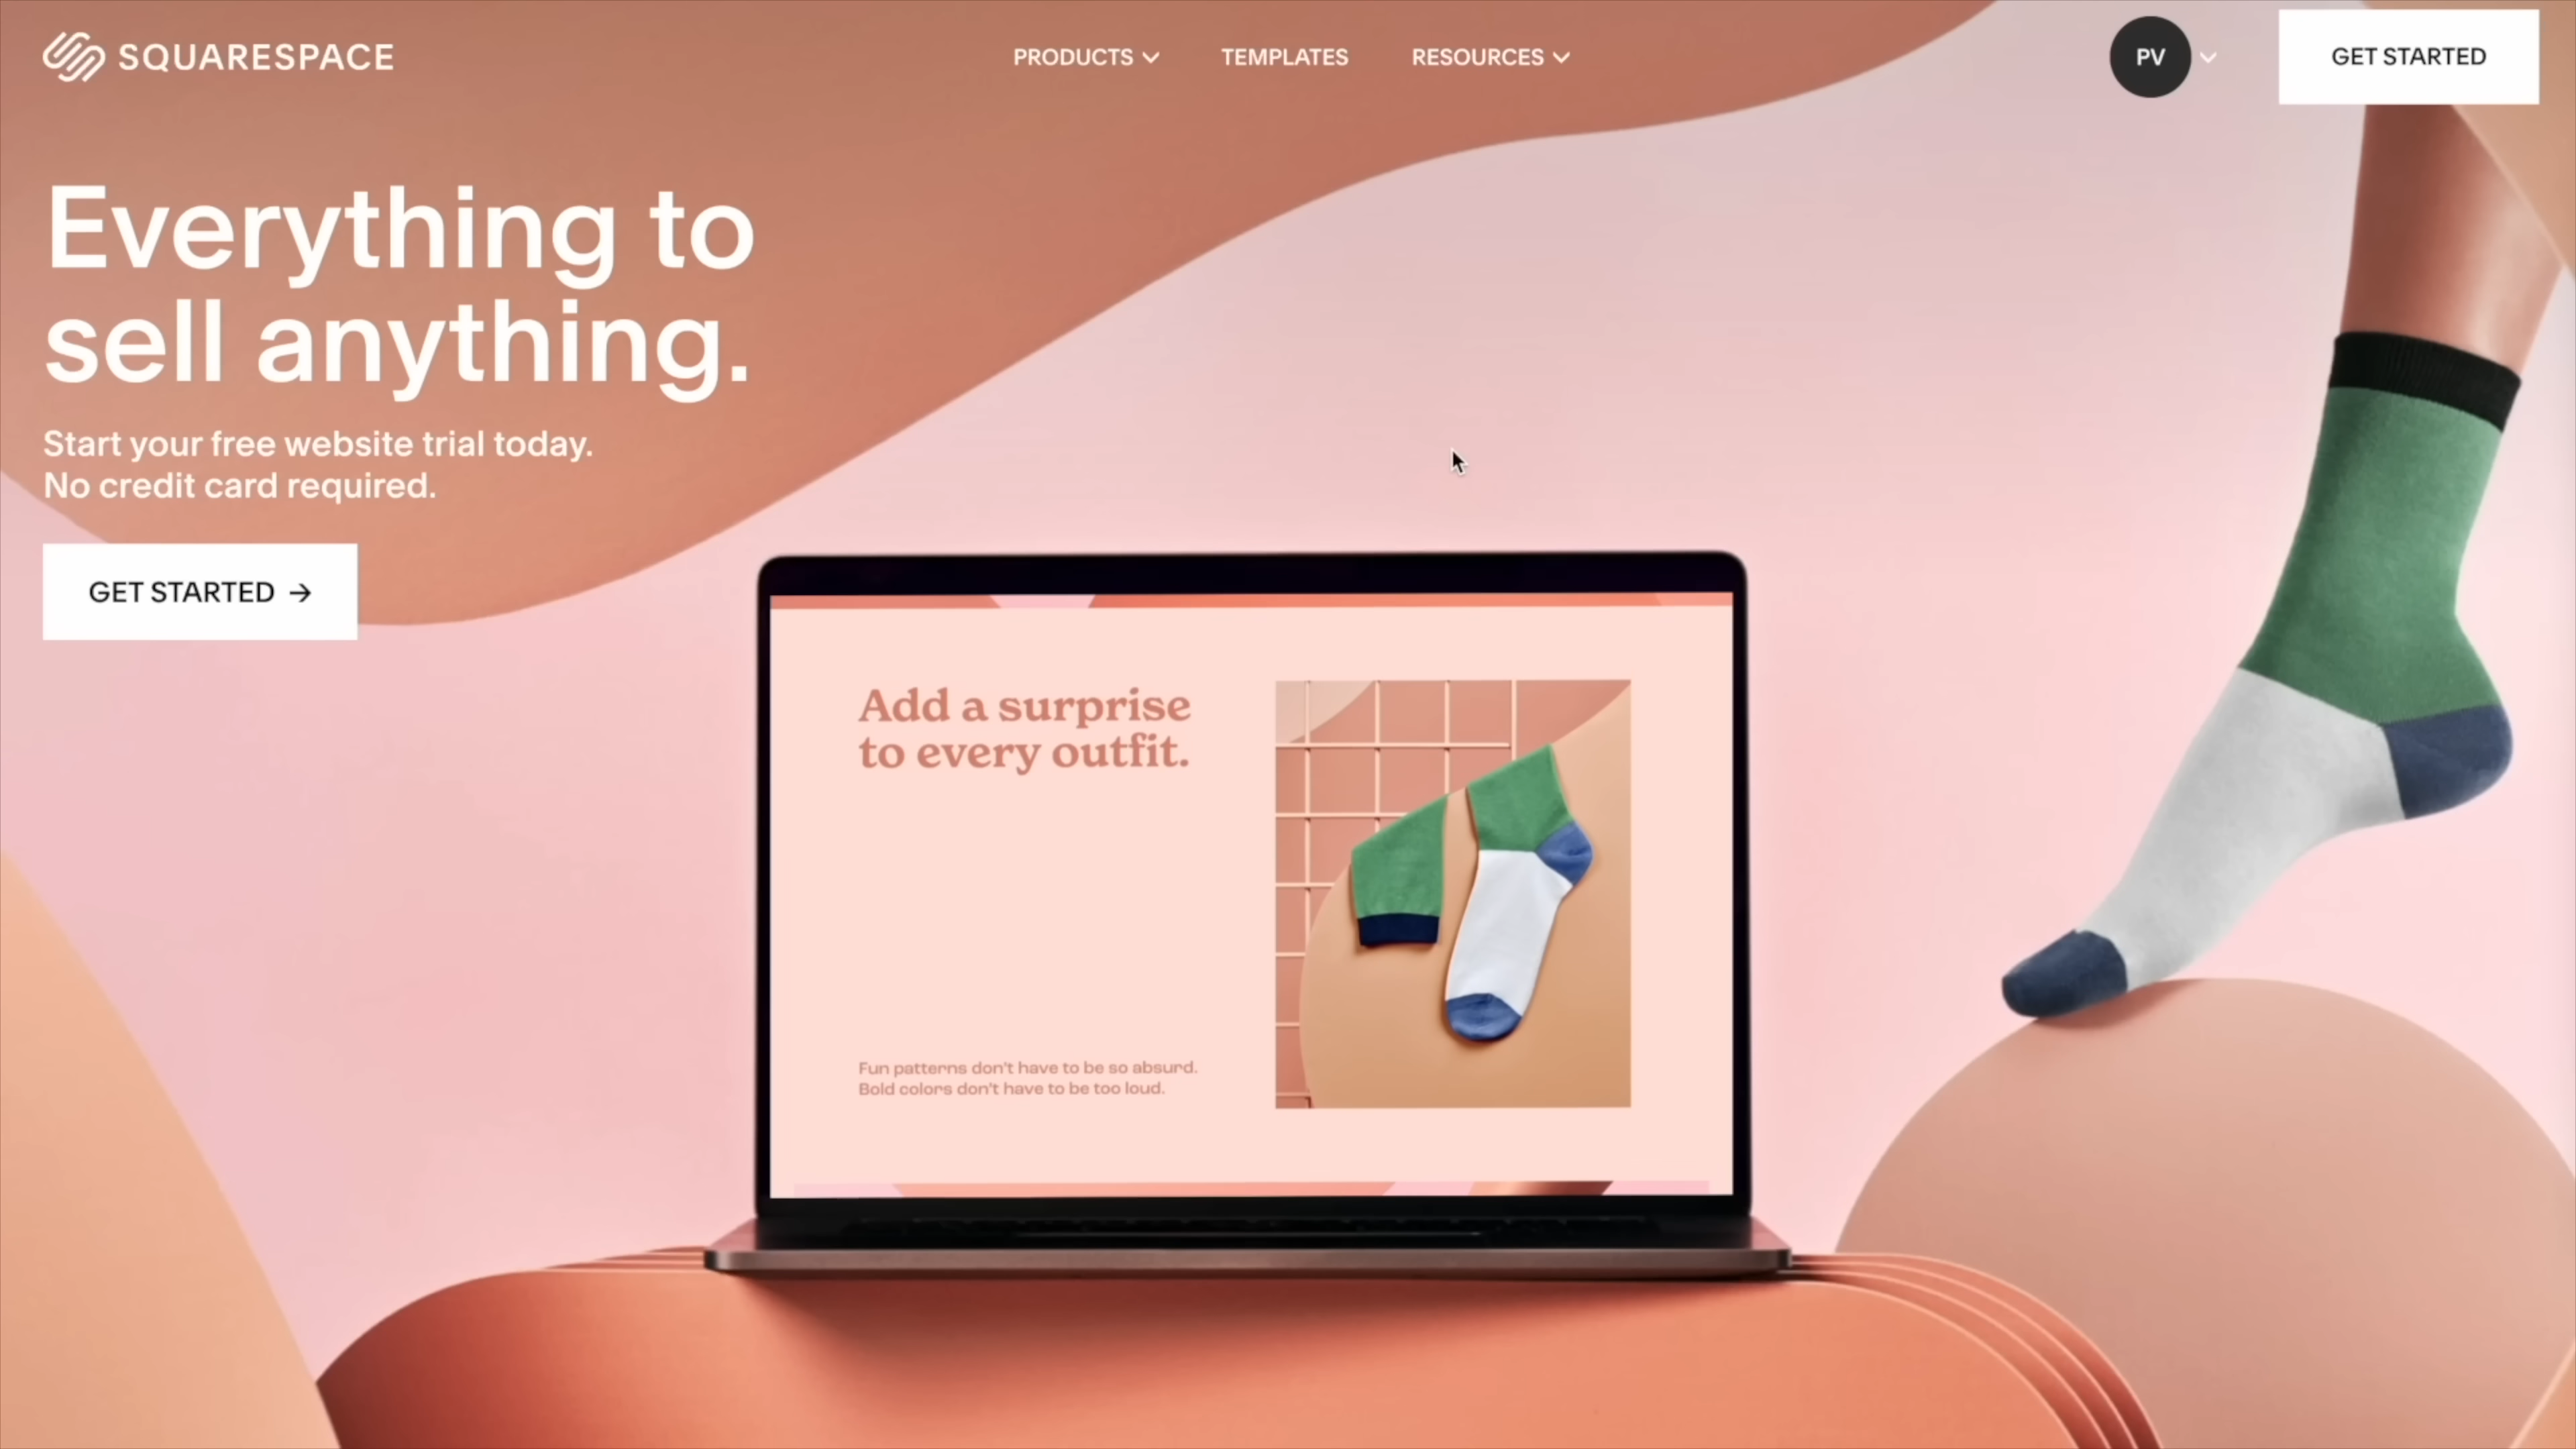 SQUARESPACE
PRODUCTS
TEMPLATES
RESOURCES
PV
GET STARTED
Everything to
sell anything.
Start your free website trial today.
No credit card required.
GET STARTED →
Add a surprise
to every outfit.
Fun patterns don't have to be so absurd.
Bold colors don't have to be too loud.